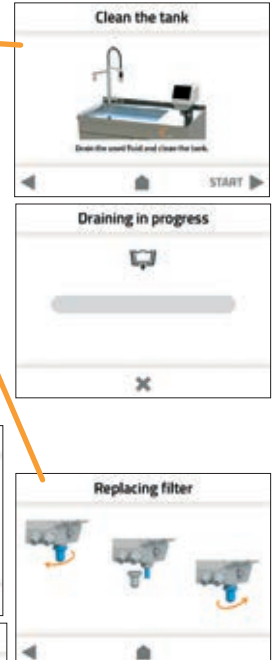 Clean the tank
Drain the used fluid and clean the tank.
START
Draining in progress
Replacing filter